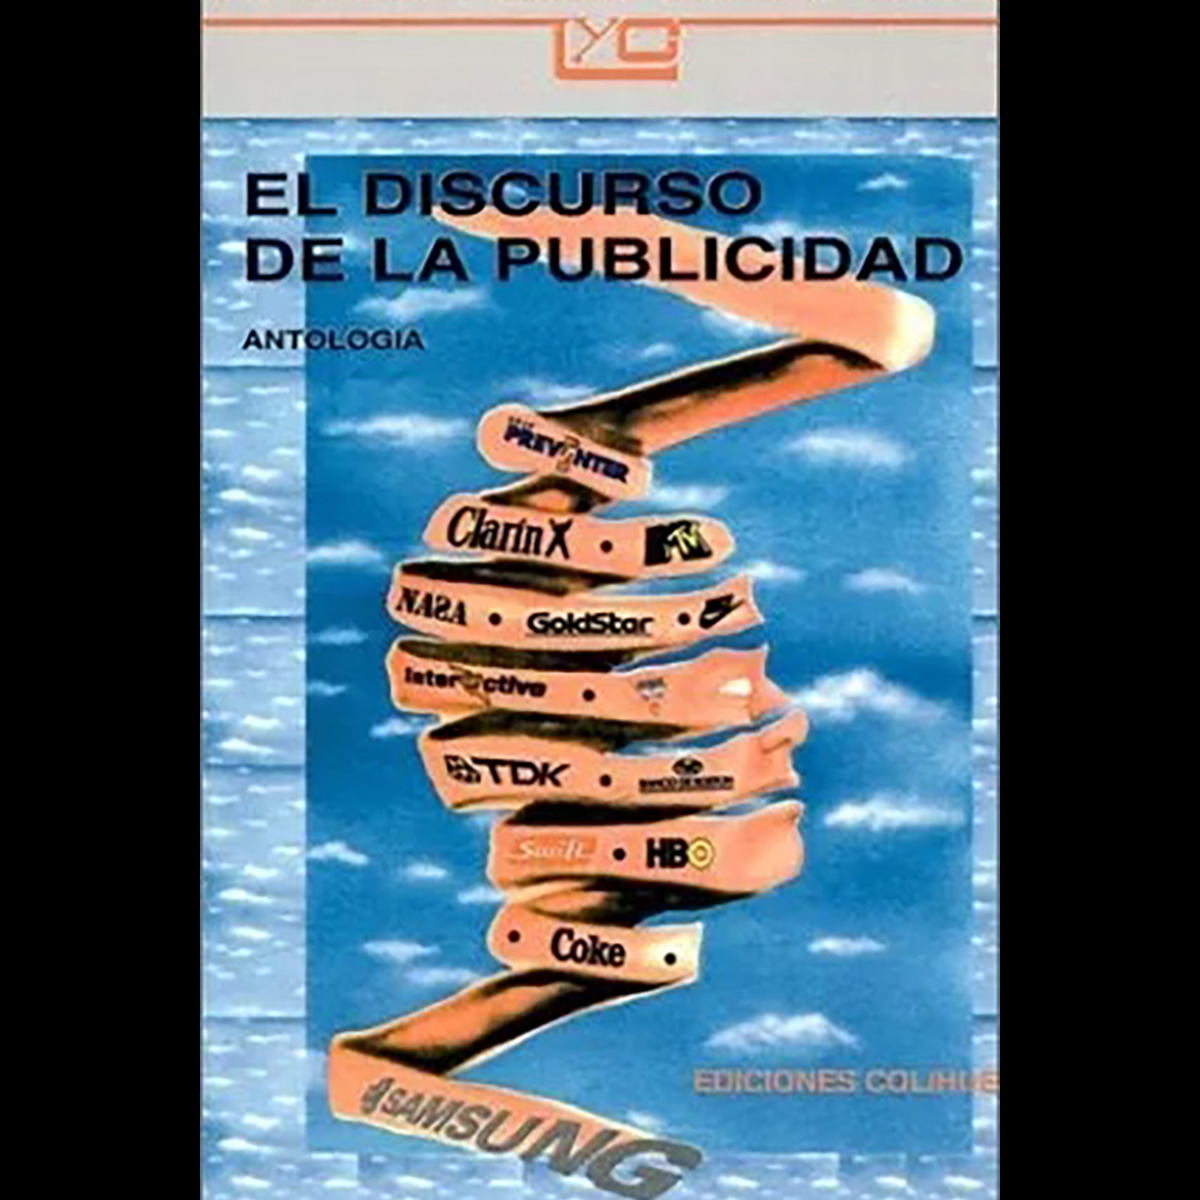 LYC
EL DISCURSO
DE LA PUBLICIDAD
ANTOLOGIA
PREVENTER
Clarín X • MTV
NASA • GoldStar •
Interactive •
TDK •
Swift • HBO
• Coke •
EDICIONES COLIHUE
SAMSUNG